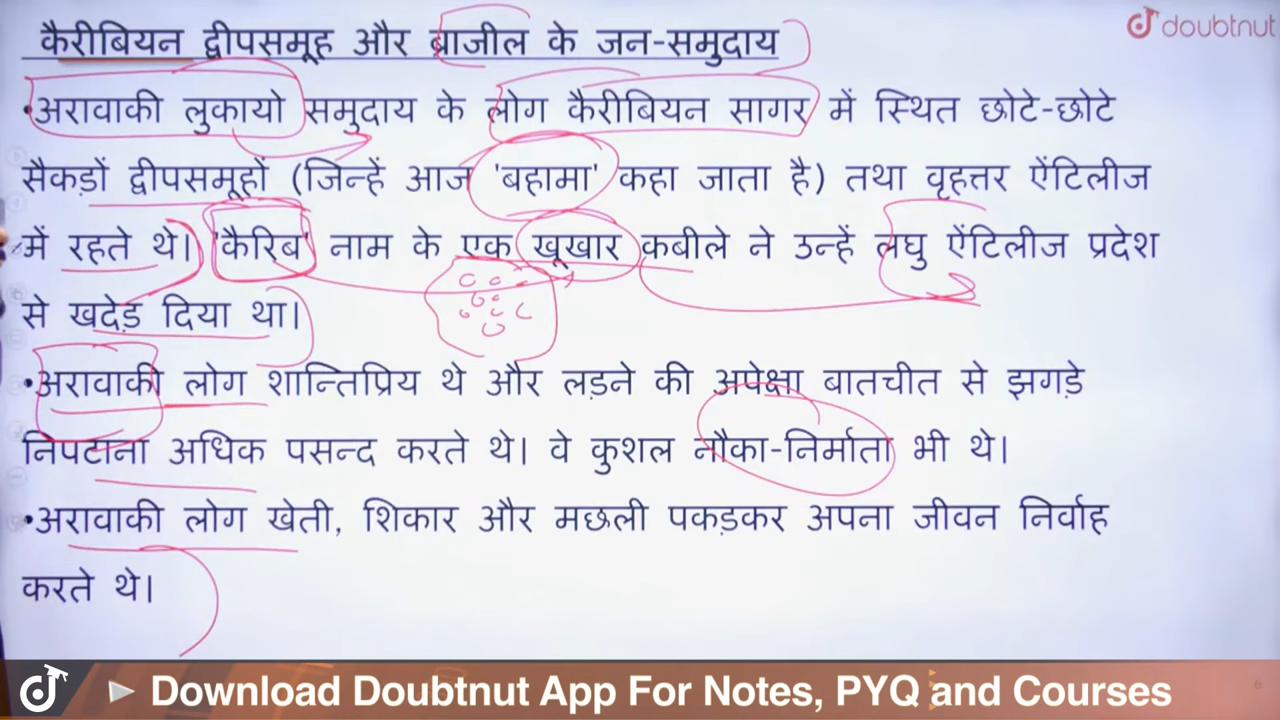 कैरीबियन द्वीपसमूह और ब्राजील के जन-समुदाय
doubtnut
•अरावाकी लुकायो समुदाय के लोग कैरीबियन सागर में स्थित छोटे-छोटे
सैकड़ों द्वीपसमूहों (जिन्हें आज 'बहामा' कहा जाता है) तथा वृहत्तर ऐंटिलीज
में रहते थे। 'कैरिब' नाम के एक खूखार कबीले ने उन्हें लघु ऐंटिलीज प्रदेश
से खदेड़ दिया था।
•अरावाकी लोग शान्तिप्रिय थे और लड़ने की अपेक्षा बातचीत से झगड़े
निपटाना अधिक पसन्द करते थे। वे कुशल नौका-निर्माता भी थे।
•अरावाकी लोग खेती, शिकार और मछली पकड़कर अपना जीवन निर्वाह
करते थे।
Download Doubtnut App For Notes, PYQ and Courses